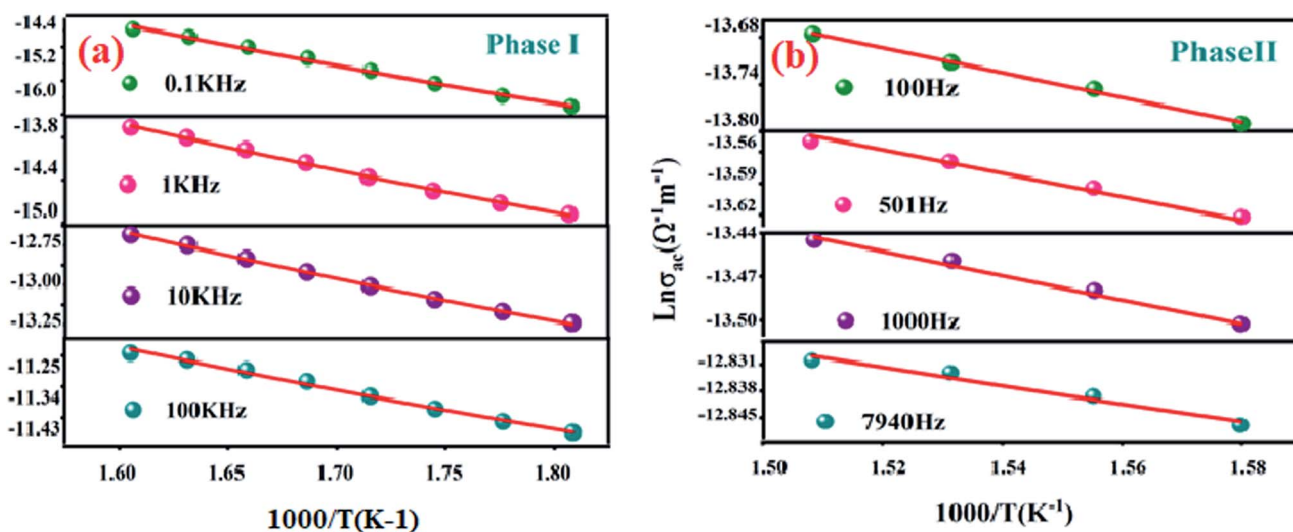 (a)
Phase I
-14.4
-15.2
-16.0
0.1KHz
-13.8
-14.4
-15.0
1KHz
-12.75
-13.00
-13.25
10KHz
-11.25
-11.34
-11.43
100KHz
1.60 1.65 1.70 1.75 1.80
1000/T(K-1)
(b)
PhaseII
Lnσac(Ω⁻¹m⁻¹)
-13.68
-13.74
-13.80
100Hz
-13.56
-13.59
-13.62
501Hz
-13.44
-13.47
-13.50
1000Hz
-12.831
-12.838
-12.845
7940Hz
1.50 1.52 1.54 1.56 1.58
1000/T(K⁻¹)